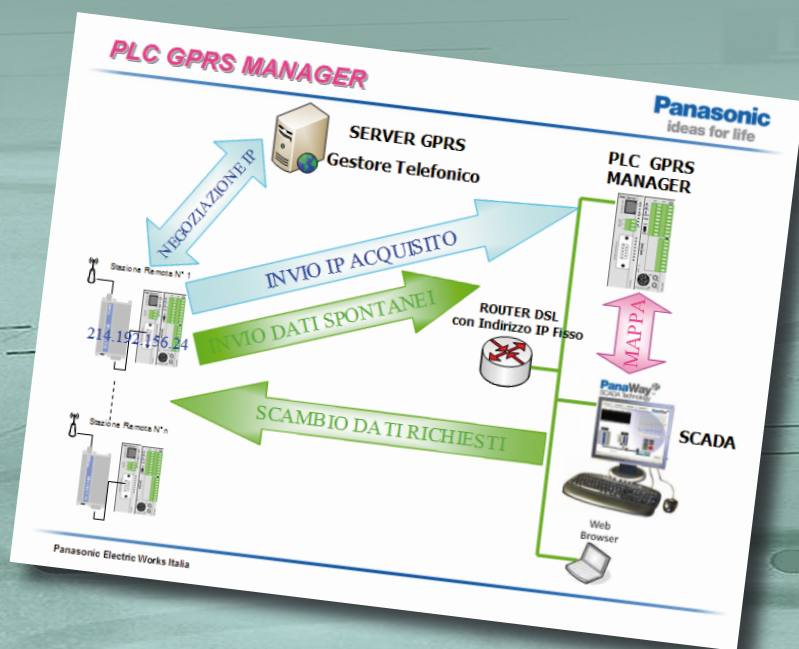 PLC GPRS MANAGER
Panasonic
ideas for life
SERVER GPRS
Gestore Telefonico
PLC GPRS
MANAGER
NEGOZIAZIONE IP
INVIO IP ACQUISITO
Stazione Remota N° 1
INVIO DATI SPONTANEI
214.192.156.24
ROUTER DSL
con Indirizzo IP Fisso
MAPPA
PanaWay
SCADA Technology
SCADA
SCAMBIO DATI RICHIESTI
Stazione Remota N°n
Web
Browser
Panasonic Electric Works Italia